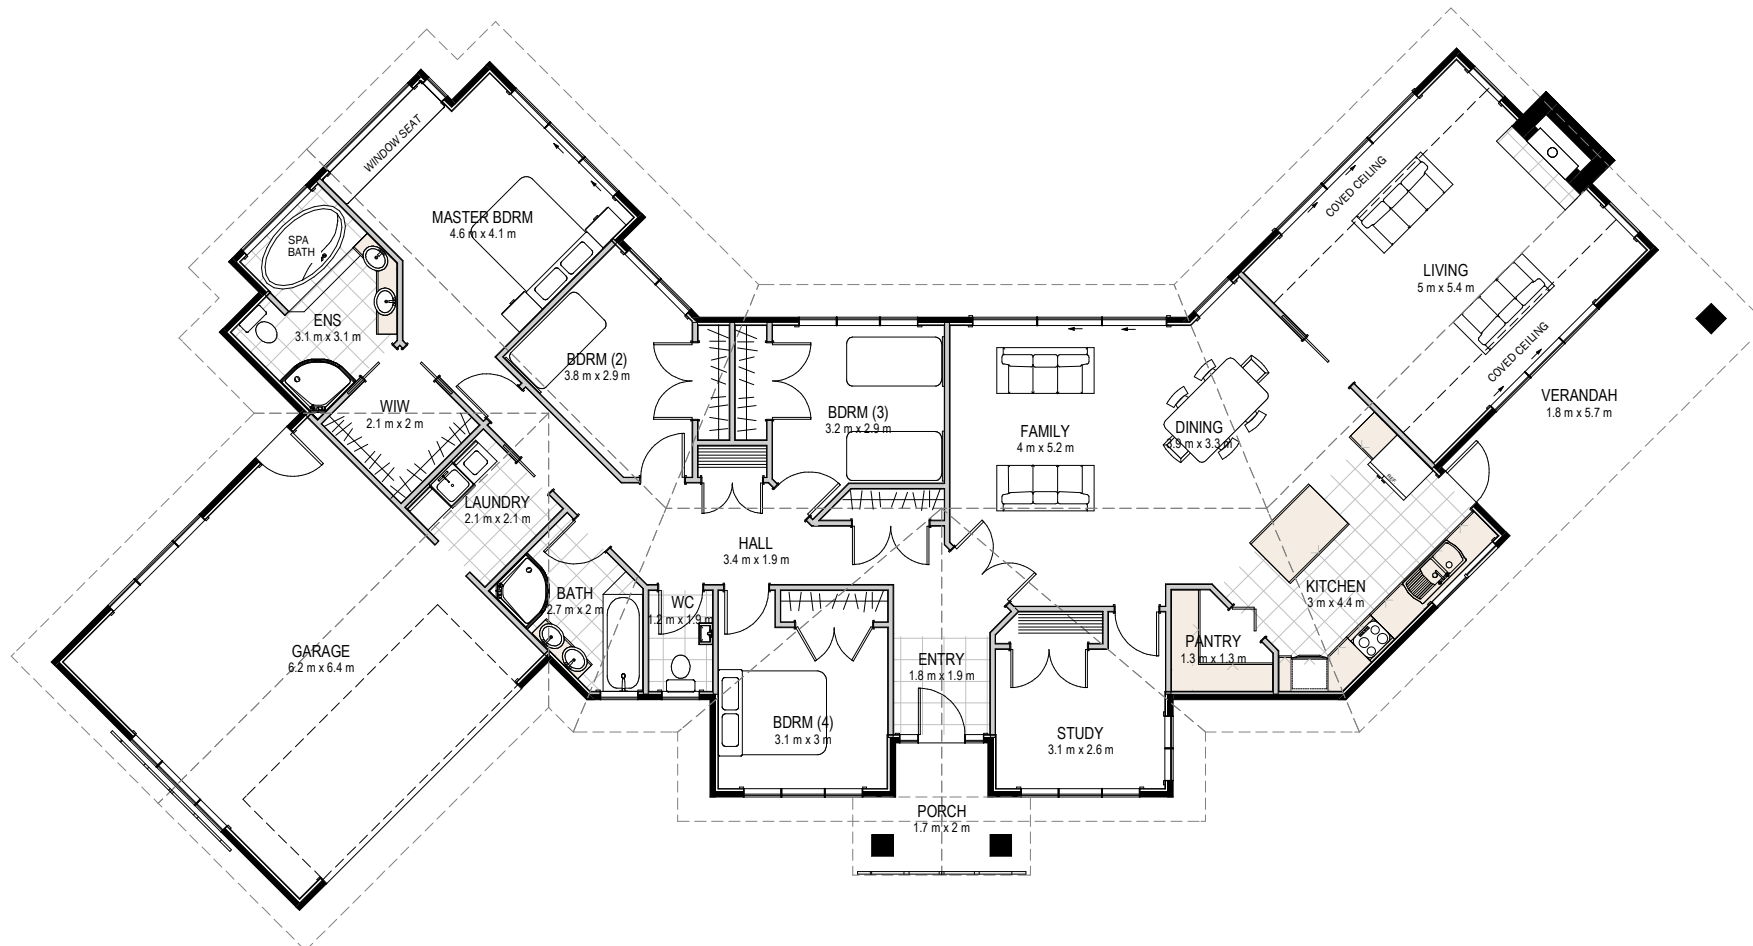 WINDOW SEAT
MASTER BDRM
4.6 m x 4.1 m
SPA
BATH
ENS
3.1 m x 3.1 m
WIW
2.1 m x 2 m
LAUNDRY
2.1 m x 2.1 m
GARAGE
6.2 m x 6.4 m
BDRM (2)
3.8 m x 2.9 m
BDRM (3)
3.2 m x 2.9 m
HALL
3.4 m x 1.9 m
BATH
2.7 m x 2 m
WC
1.2 m x 1.9 m
BDRM (4)
3.1 m x 3 m
ENTRY
1.8 m x 1.9 m
PORCH
1.7 m x 2 m
STUDY
3.1 m x 2.6 m
FAMILY
4 m x 5.2 m
DINING
3.9 m x 3.3 m
PANTRY
1.3 m x 1.3 m
KITCHEN
3 m x 4.4 m
REF
LIVING
5 m x 5.4 m
COVED CEILING
COVED CEILING
VERANDAH
1.8 m x 5.7 m